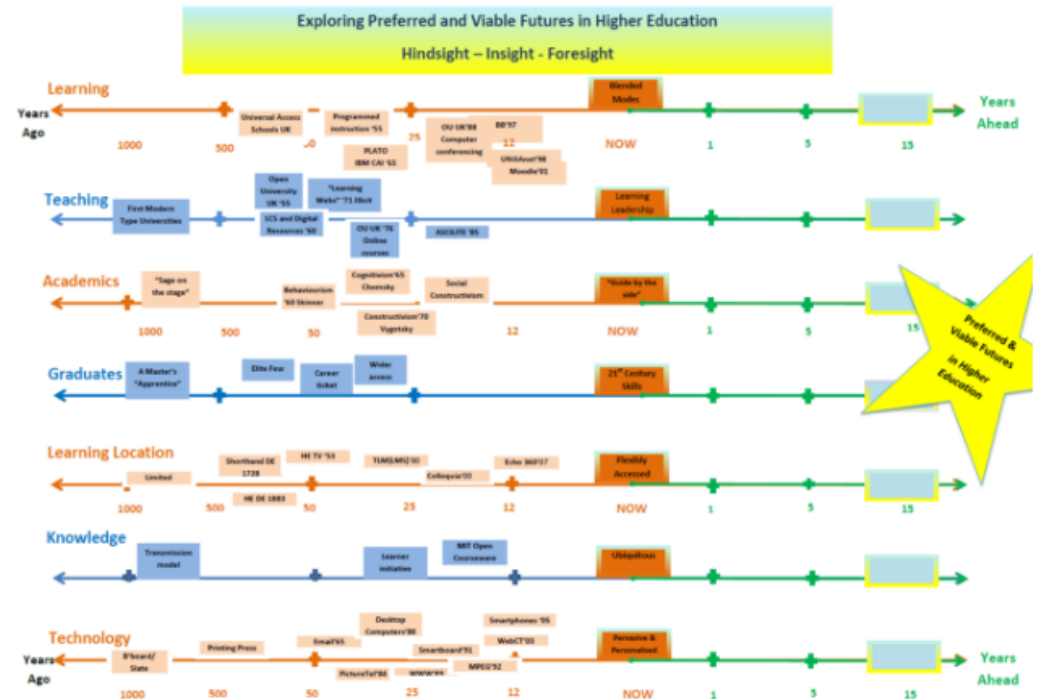 Exploring Preferred and Viable Futures in Higher Education
Hindsight – Insight - Foresight
Learning
Years
Ago
Universal Access
Schools UK
Programmed
instruction '55
PLATO
IBM CAI '55
OU UK'88
Computer
conferencing
BB'97
Moodle'01
Blended
Modes
Years
Ahead
1000
500
25
12
NOW
1
5
15
Teaching
First Modern
Type Universities
Open
University
UK '55
"Learning
Webs" '71 Illicit
LCS and Digital
Resources '60
OU UK '76
Online
courses
ASCILITE '85
Learning
Leadership
Academics
"Sage on
the stage"
Behaviourism
'60 Skinner
Cognitivism'65
Chomsky
Constructivism'70
Vygotsky
Social
Constructivism
"Guide by the
side"
1000
500
50
12
NOW
1
5
15
Preferred &
Viable Futures
in Higher
Education
Graduates
A Master's
"Apprentice"
Elite Few
Career
ticket
Wider
access
21st Century
Skills
Learning Location
Limited
Shorthand DE
1728
HE DE 1883
HE TV '53
Echo 360'07
Flexibly
Accessed
1000
500
50
25
12
NOW
1
5
15
Knowledge
Transmission
model
Learner
initiative
MIT Open
Courseware
Ubiquitous
Technology
Years
Ago
B'board/
Slate
Printing Press
Email'65
PictureTel'84
Desktop
Computers'80
Smartboard'91
MPEG'92
Smartphones '05
Pervasive &
Personalised
Years
Ahead
1000
500
50
25
12
NOW
1
5
15